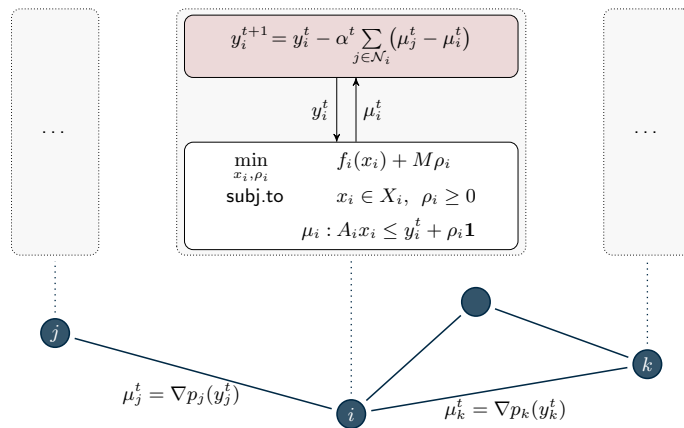 y_i^{t+1} = y_i^t - α^t ∑_{j∈𝒩_i} (μ_j^t - μ_i^t)
y_i^t
μ_i^t
...
...
min_{x_i,ρ_i} f_i(x_i) + Mρ_i
subj.to x_i ∈ X_i, ρ_i ≥ 0
μ_i : A_i x_i ≤ y_i^t + ρ_i 𝟏
j
k
μ_j^t = ∇p_j(y_j^t)
i
μ_k^t = ∇p_k(y_k^t)